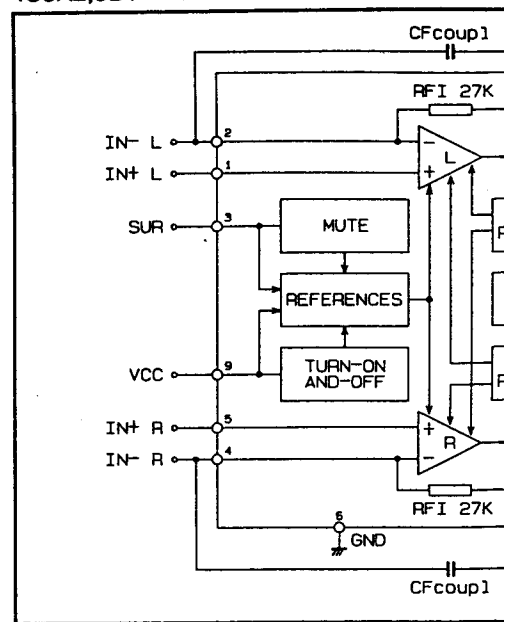 CFcoupl
RFI 27K
IN- L
2
IN+ L
1
L
SUR
3
MUTE
REFERENCES
VCC
9
TURN-ON
AND-OFF
IN+ R
5
IN- R
4
R
RFI 27K
6
GND
CFcoupl